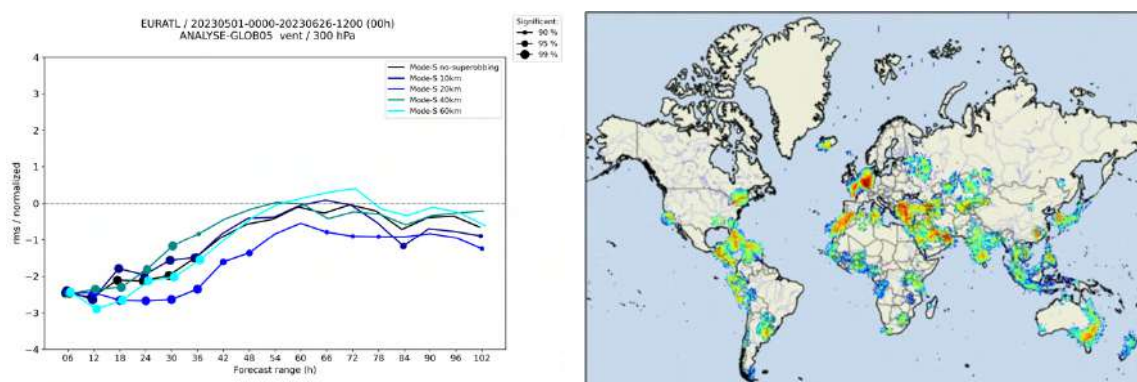 EURATL / 20230501-0000-20230626-1200 (00h)
ANALYSE-GLOB05 vent / 300 hPa
Significant:
90 %
95 %
99 %
Mode-S no-superobbing
Mode-S 10km
Mode-S 20km
Mode-S 40km
Mode-S 60km
rms / normalized
4
3
2
1
0
−1
−2
−3
−4
06 12 18 24 30 36 42 48 54 60 66 72 78 84 90 96 102
Forecast range (h)